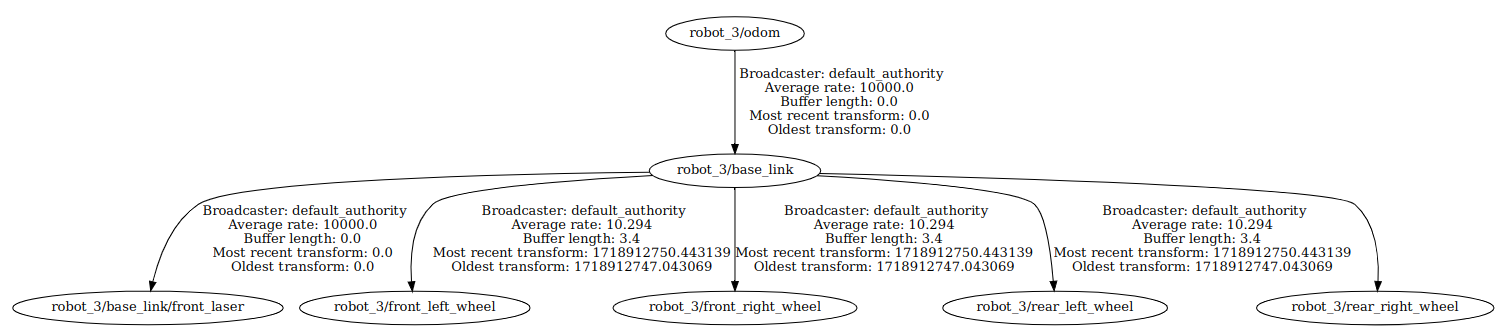 robot_3/odom
Broadcaster: default_authority
Average rate: 10000.0
Buffer length: 0.0
Most recent transform: 0.0
Oldest transform: 0.0
robot_3/base_link
Broadcaster: default_authority
Average rate: 10000.0
Buffer length: 0.0
Most recent transform: 0.0
Oldest transform: 0.0
Broadcaster: default_authority
Average rate: 10.294
Buffer length: 3.4
Most recent transform: 1718912750.443139
Oldest transform: 1718912747.043069
Broadcaster: default_authority
Average rate: 10.294
Buffer length: 3.4
Most recent transform: 1718912750.443139
Oldest transform: 1718912747.043069
Broadcaster: default_authority
Average rate: 10.294
Buffer length: 3.4
Most recent transform: 1718912750.443139
Oldest transform: 1718912747.043069
robot_3/base_link/front_laser
robot_3/front_left_wheel
robot_3/front_right_wheel
robot_3/rear_left_wheel
robot_3/rear_right_wheel